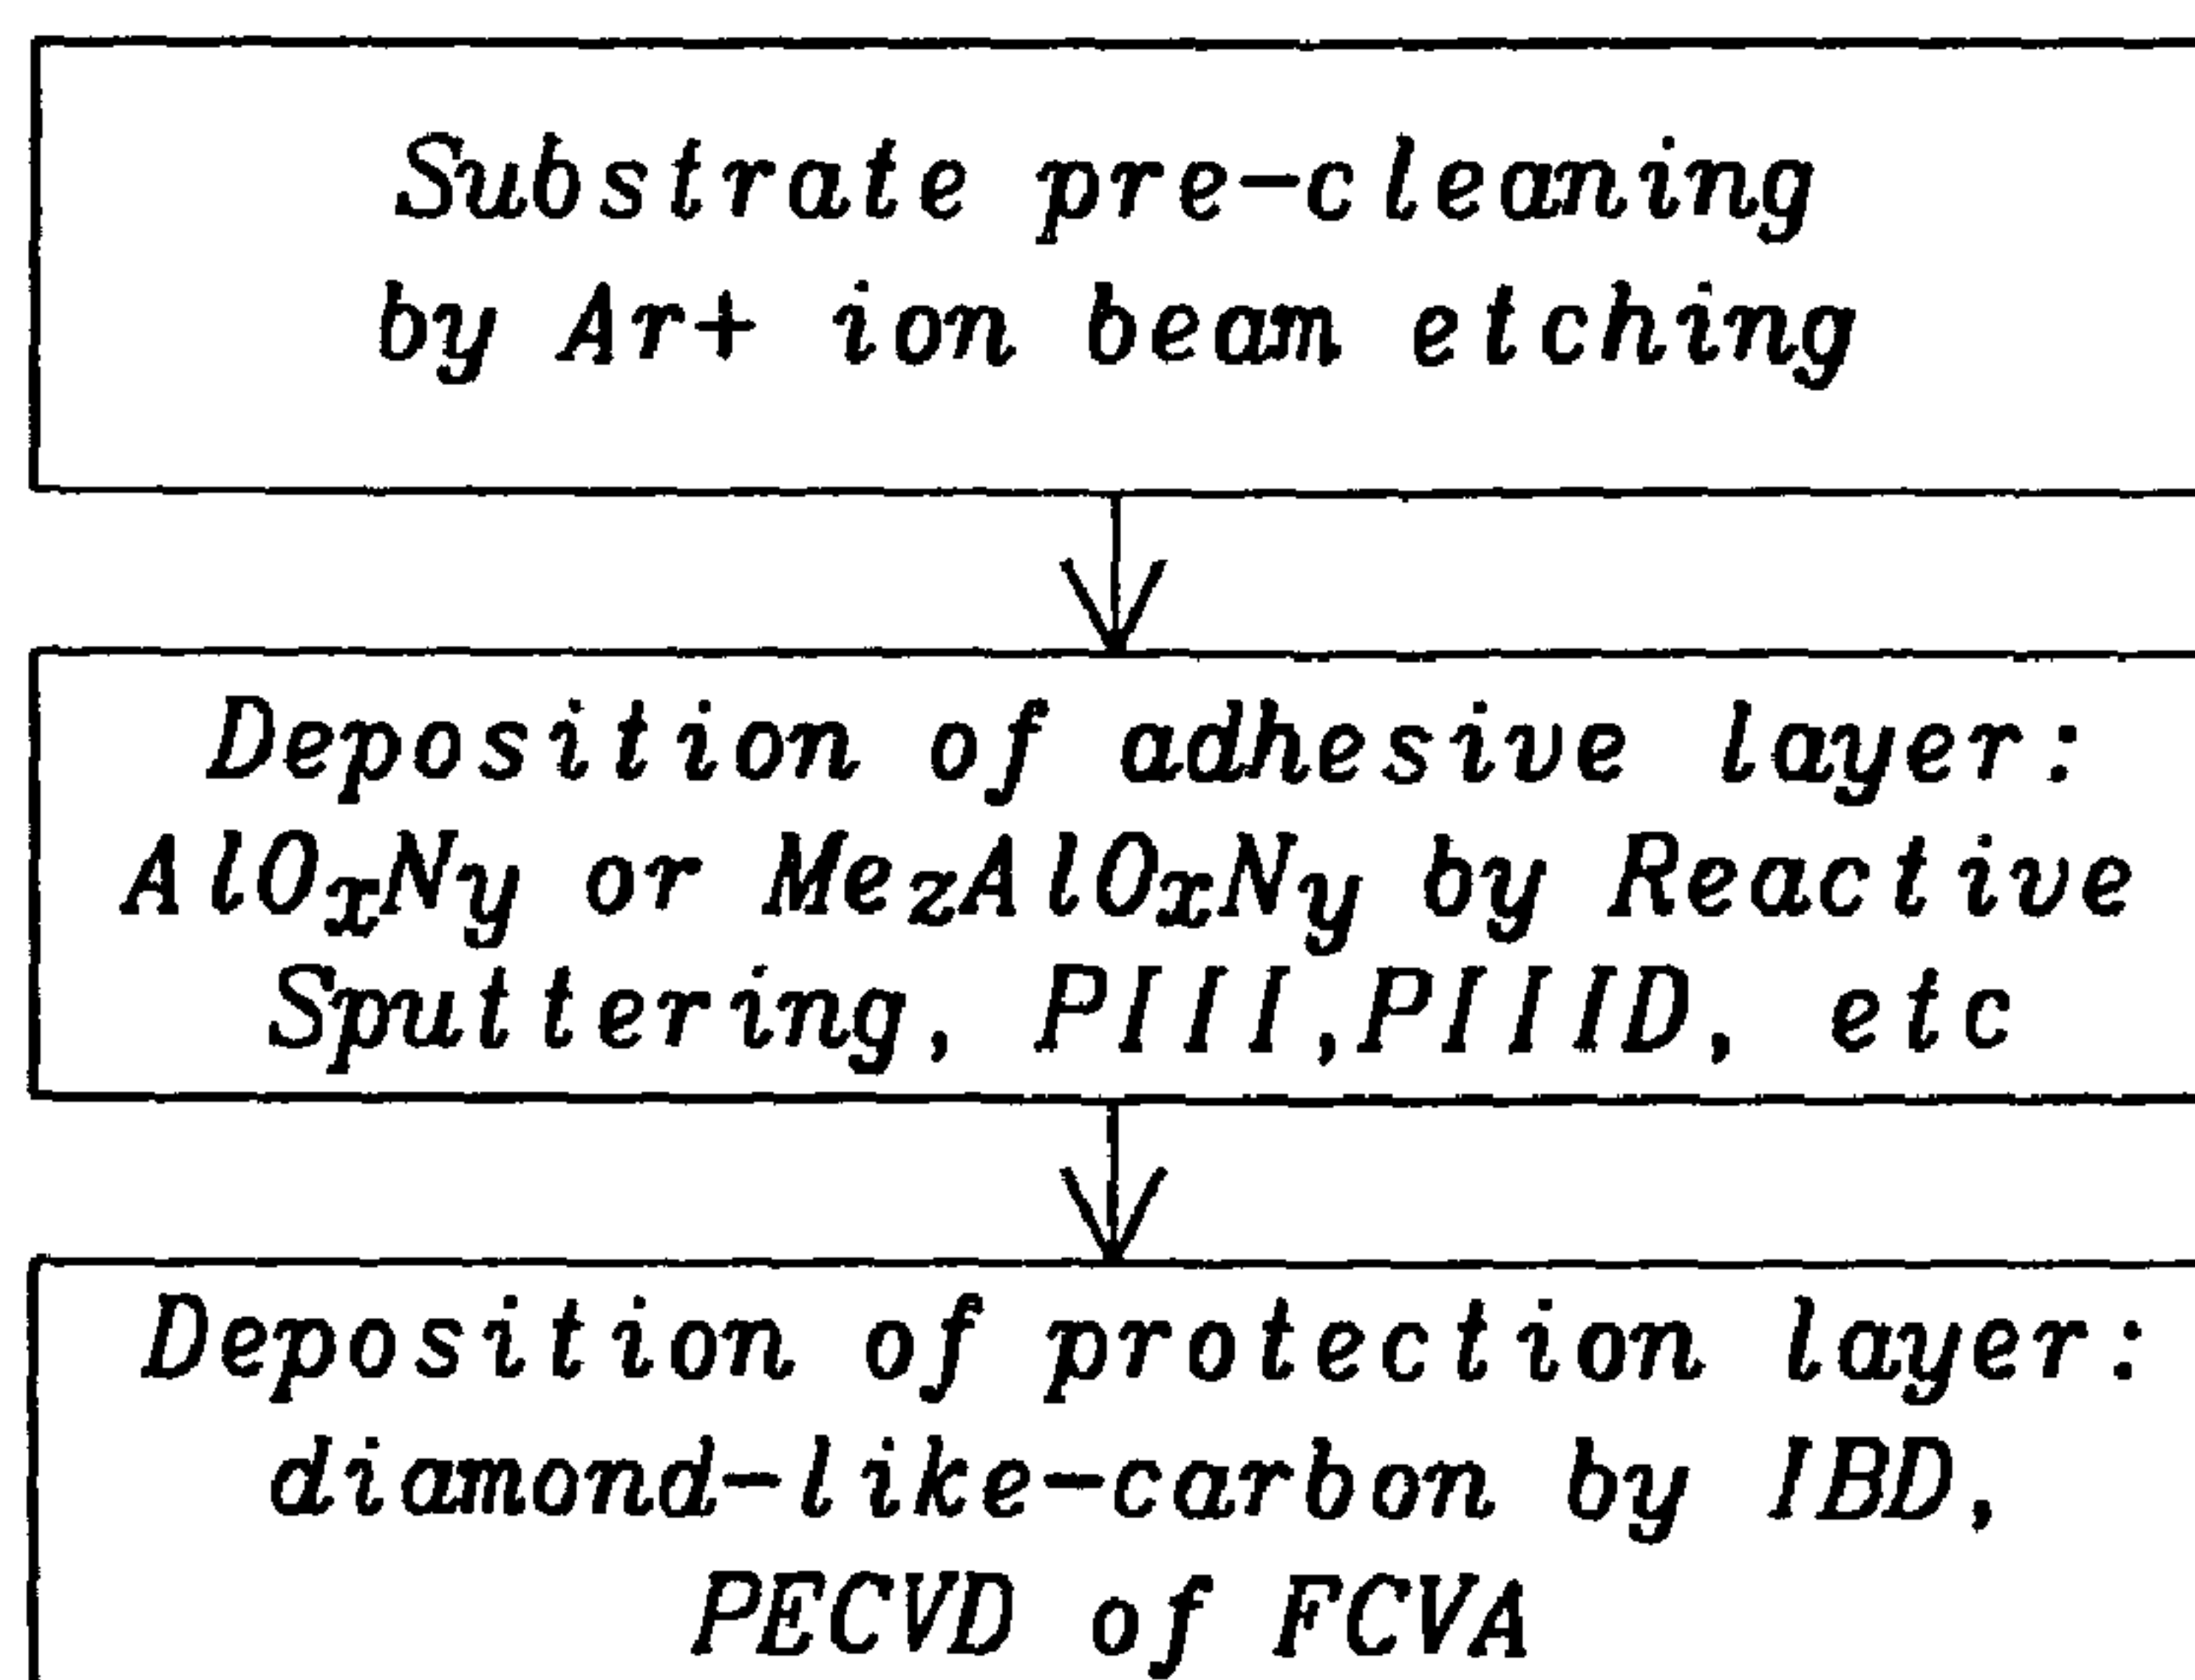 Substrate pre-cleaning
by Ar+ ion beam etching
Deposition of adhesive layer:
AlOxNy or MezAlOxNy by Reactive
Sputtering, PIII,PIIID, etc
Deposition of protection layer:
diamond-like-carbon by IBD,
PECVD of FCVA